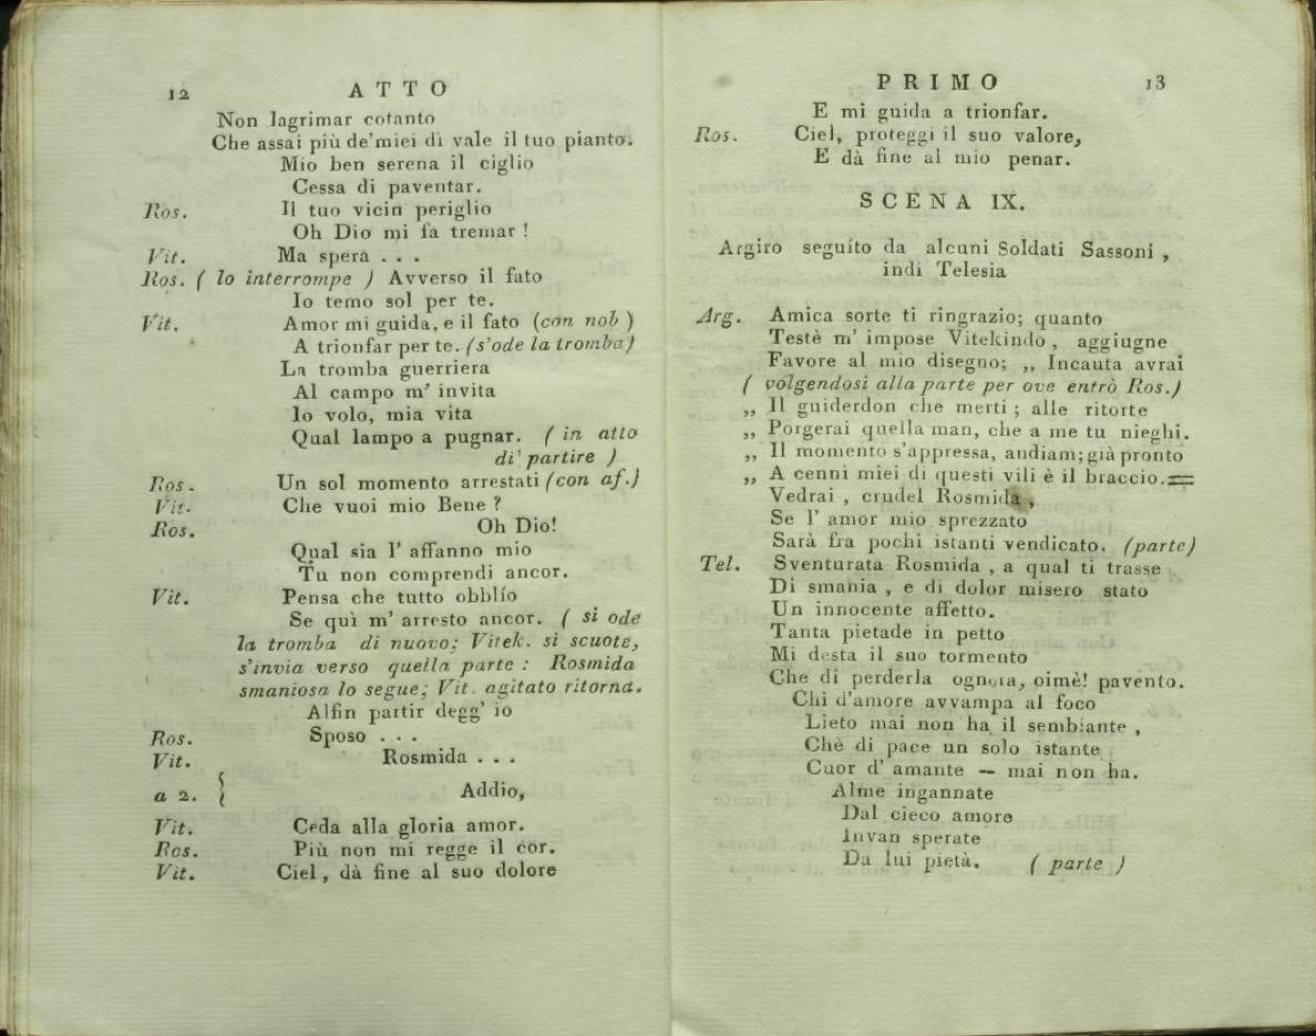 12 ATTO
Non lagrimar cotanto
Che assai più de'miei dì vale il tuo pianto.
Mio ben serena il ciglio
Cessa di paventar.
Ros. Il tuo vicin periglio
Oh Dio mi fa tremar !
Vit. Ma spera . . .
Ros. ( lo interrompe ) Avverso il fato
Io temo sol per te.
Vit. Amor mi guida, e il fato (con nob )
A trionfar per te. (s'ode la tromba)
La tromba guerriera
Al campo m' invita
Io volo, mia vita
Qual lampo a pugnar. ( in atto
di' partire )
Ros. Un sol momento arrestati (con af.)
Vit. Che vuoi mio Bene ?
Ros. Oh Dio!
Qual sia l' affanno mio
Tu non comprendi ancor.
Vit. Pensa che tutto obblío
Se quì m' arresto ancor. ( si ode
la tromba di nuovo; Vitek. si scuote,
s'invia verso quella parte : Rosmida
smaniosa lo segue; Vit. agitato ritorna.
Alfin partir degg' io
Ros. Sposo . . .
Vit. Rosmida . . .
a 2. { Addio,
Vit. Ceda alla gloria amor.
Ros. Più non mi regge il cor.
Vit. Ciel , dà fine al suo dolore
PRIMO 13
E mi guida a trionfar.
Ros. Ciel, proteggi il suo valore,
E dà fine al mio penar.
SCENA IX.
Argiro seguíto da alcuni Soldati Sassoni ,
indi Telesia
Arg. Amica sorte ti ringrazio; quanto
Testè m' impose Vitekindo , aggiugne
Favore al mio disegno; ,, Incauta avrai
( volgendosi alla parte per ove entrò Ros.)
,, Il guiderdon che merti ; alle ritorte
,, Porgerai quella man, che a me tu nieghi.
,, Il momento s'appressa, andiam; già pronto
,, A cenni miei di questi vili è il braccio.=
Vedrai , crudel Rosmida ,
Se l' amor mio sprezzato
Sarà fra pochi istanti vendicato. (parte)
Tel. Sventurata Rosmida , a qual ti trasse
Di smania , e di dolor misero stato
Un innocente affetto.
Tanta pietade in petto
Mi desta il suo tormento
Che di perderla ognora, oimè! pavento.
Chi d'amore avvampa al foco
Lieto mai non ha il sembiante ,
Chè di pace un solo istante
Cuor d' amante — mai non ha.
Alme ingannate
Dal cieco amore
Invan sperate
Da lui pietà. ( parte )